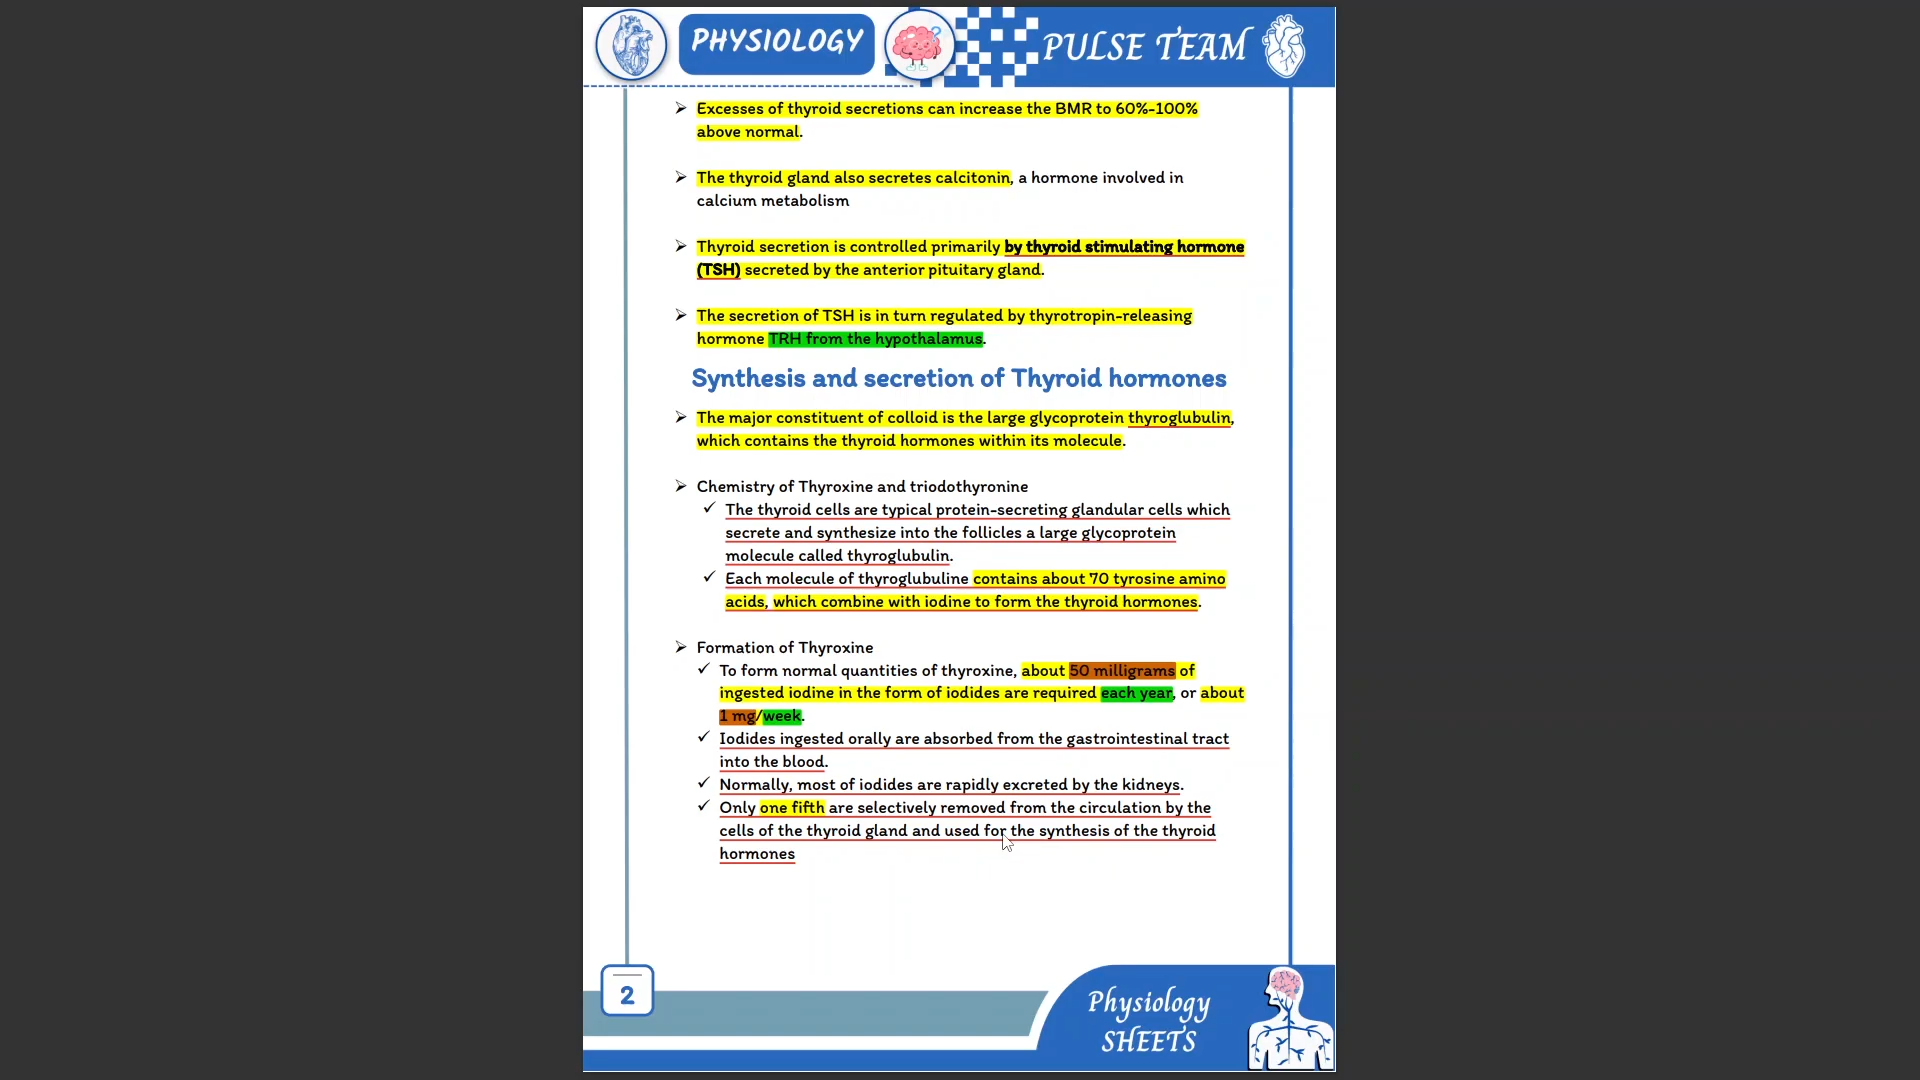 PHYSIOLOGY
PULSE TEAM
Excesses of thyroid secretions can increase the BMR to 60%-100%
above normal.
The thyroid gland also secretes calcitonin, a hormone involved in
calcium metabolism
Thyroid secretion is controlled primarily by thyroid stimulating hormone
(TSH) secreted by the anterior pituitary gland.
The secretion of TSH is in turn regulated by thyrotropin-releasing
hormone TRH from the hypothalamus.
Synthesis and secretion of Thyroid hormones
The major constituent of colloid is the large glycoprotein thyroglubulin,
which contains the thyroid hormones within its molecule.
Chemistry of Thyroxine and triodothyronine
The thyroid cells are typical protein-secreting glandular cells which
secrete and synthesize into the follicles a large glycoprotein
molecule called thyroglubulin.
Each molecule of thyroglubuline contains about 70 tyrosine amino
acids, which combine with iodine to form the thyroid hormones.
Formation of Thyroxine
To form normal quantities of thyroxine, about 50 milligrams of
ingested iodine in the form of iodides are required each year, or about
1 mg/week.
Iodides ingested orally are absorbed from the gastrointestinal tract
into the blood.
Normally, most of iodides are rapidly excreted by the kidneys.
Only one fifth are selectively removed from the circulation by the
cells of the thyroid gland and used for the synthesis of the thyroid
hormones
2
Physiology
SHEETS